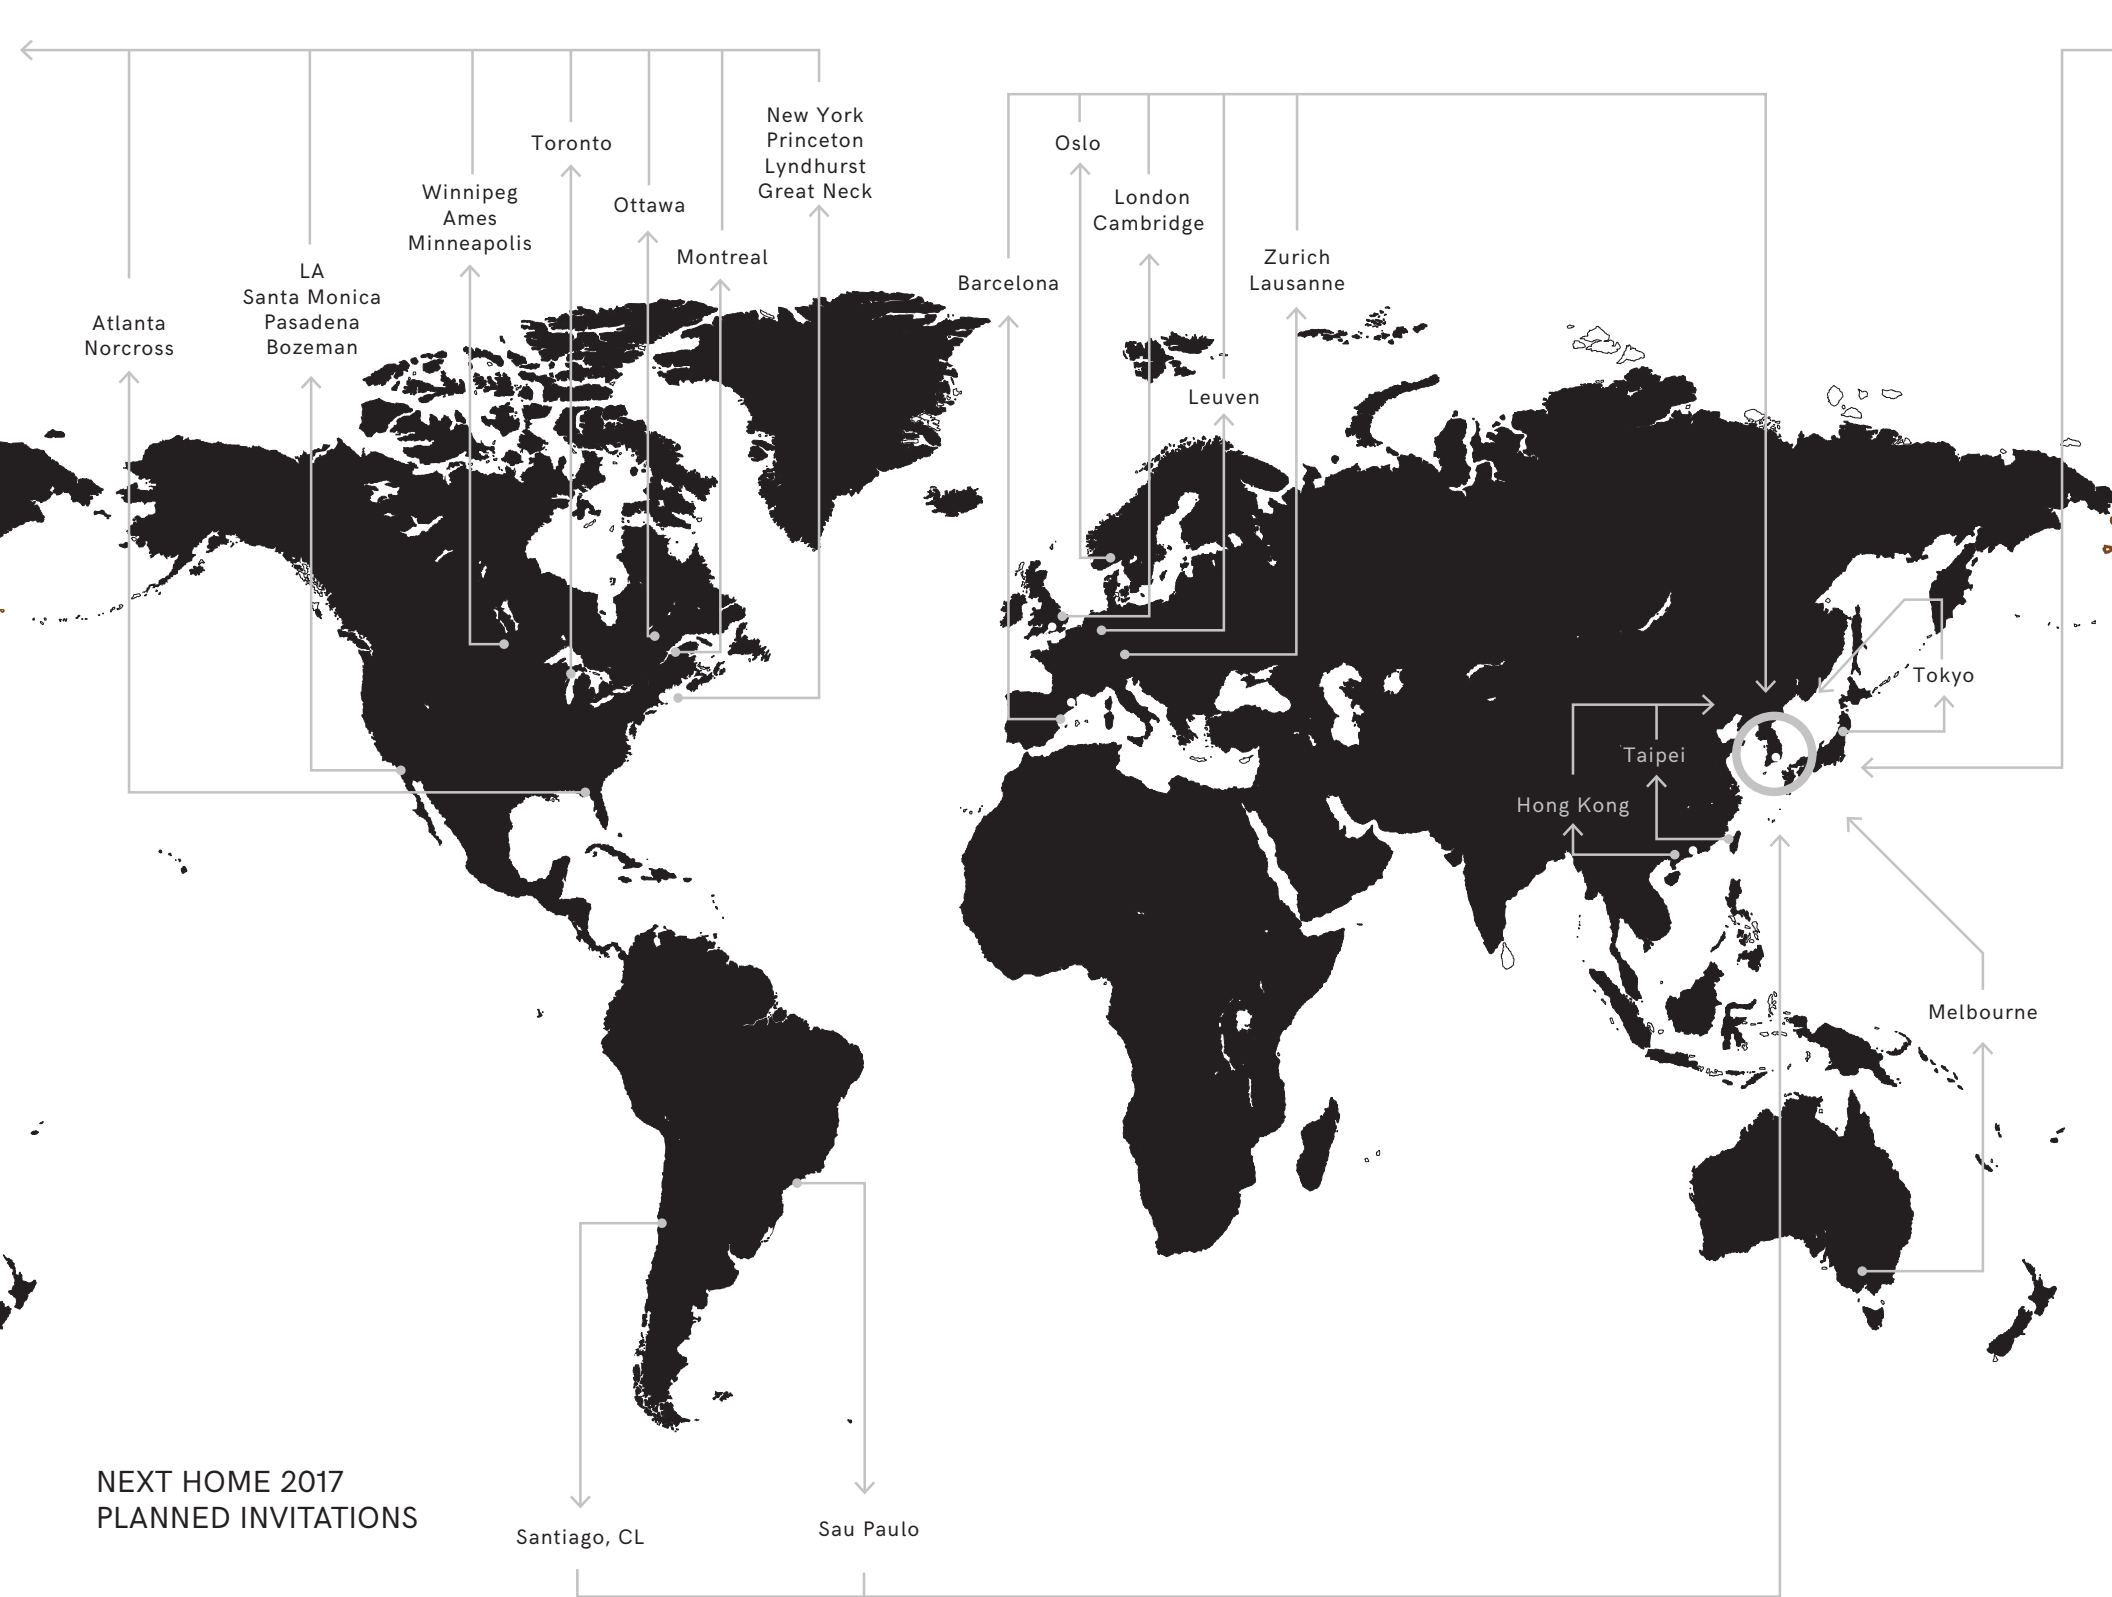 New York
Princeton
Lyndhurst
Great Neck
Toronto
Oslo
Winnipeg
Ames
Minneapolis
Ottawa
London
Cambridge
Montreal
Zurich
Lausanne
LA
Santa Monica
Pasadena
Bozeman
Barcelona
Atlanta
Norcross
Leuven
Tokyo
Taipei
Hong Kong
Melbourne
NEXT HOME 2017
PLANNED INVITATIONS
Santiago, CL
Sau Paulo